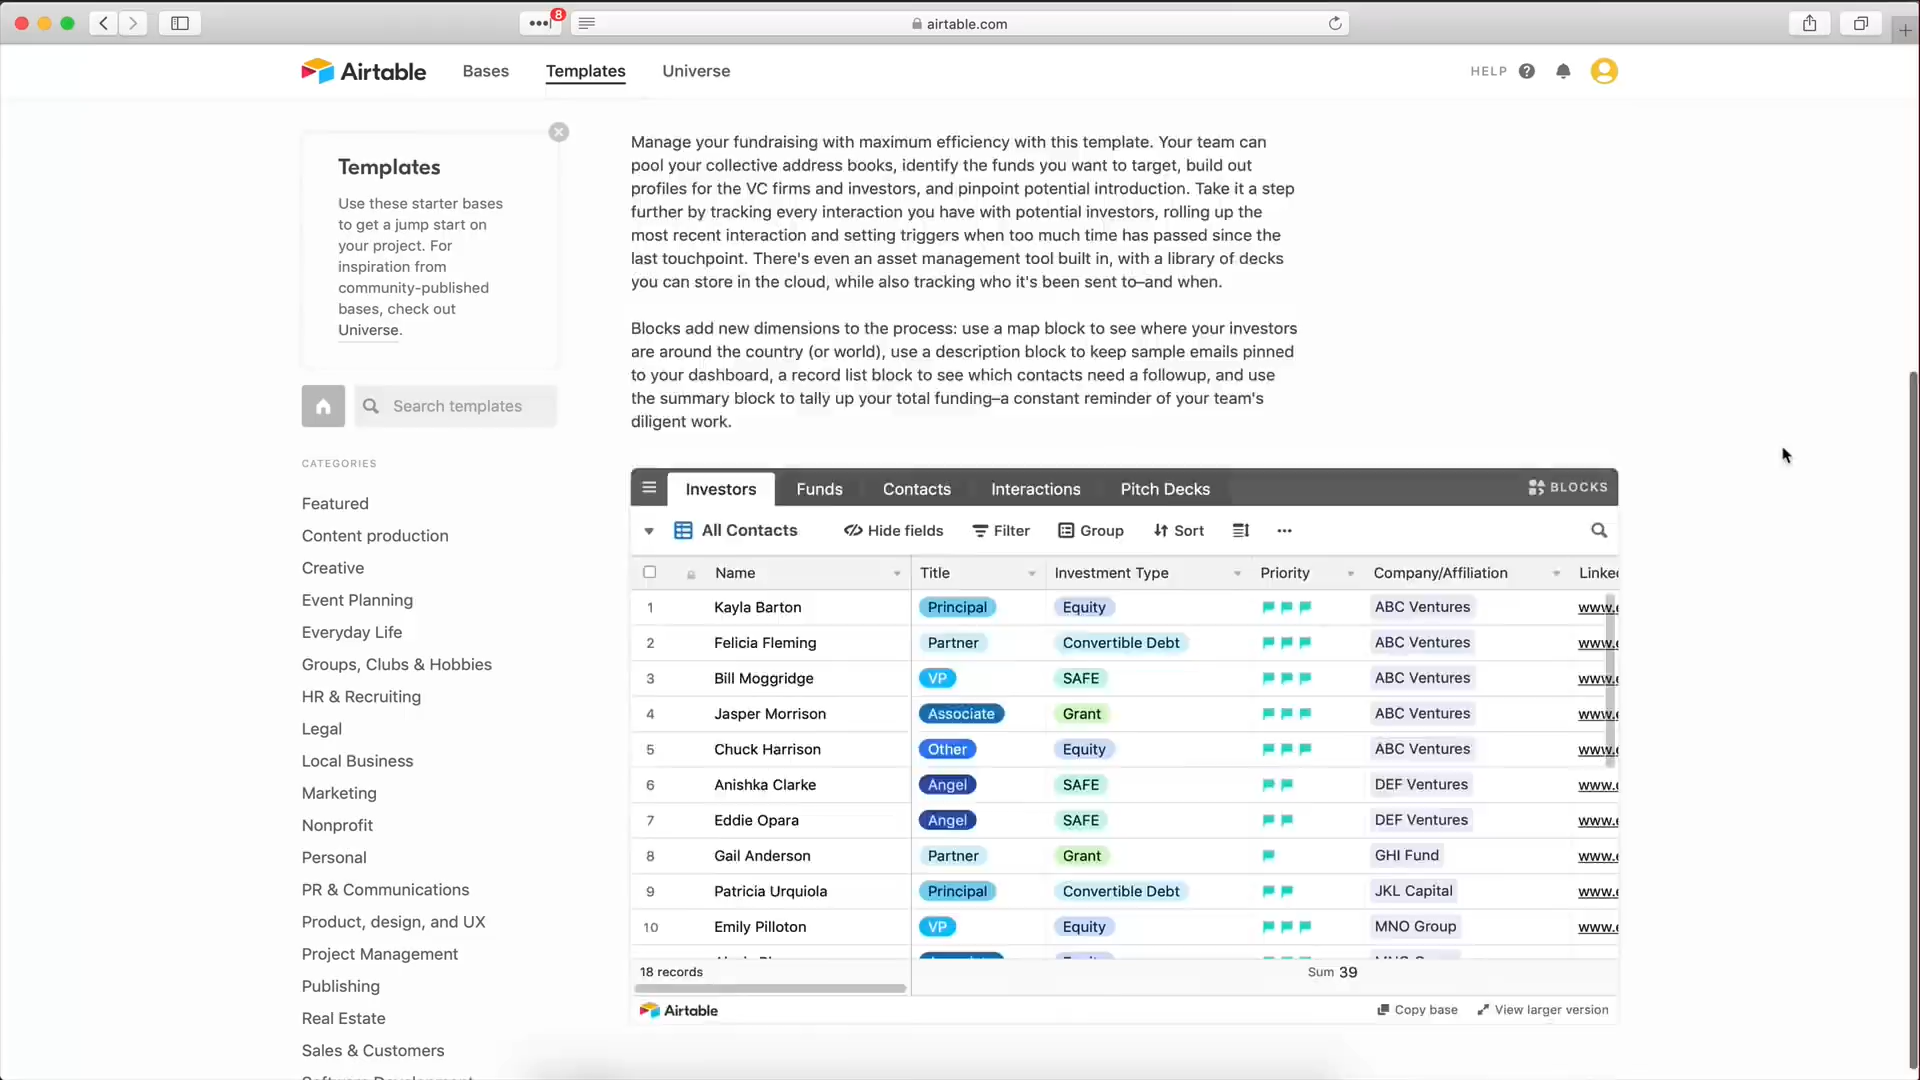 8
airtable.com
Airtable Bases Templates Universe HELP
Templates
Use these starter bases
to get a jump start on
your project. For
inspiration from
community-published
bases, check out
Universe.
Search templates
CATEGORIES
Featured
Content production
Creative
Event Planning
Everyday Life
Groups, Clubs & Hobbies
HR & Recruiting
Legal
Local Business
Marketing
Nonprofit
Personal
PR & Communications
Product, design, and UX
Project Management
Publishing
Real Estate
Sales & Customers
Manage your fundraising with maximum efficiency with this template. Your team can
pool your collective address books, identify the funds you want to target, build out
profiles for the VC firms and investors, and pinpoint potential introduction. Take it a step
further by tracking every interaction you have with potential investors, rolling up the
most recent interaction and setting triggers when too much time has passed since the
last touchpoint. There's even an asset management tool built in, with a library of decks
you can store in the cloud, while also tracking who it's been sent to–and when.
Blocks add new dimensions to the process: use a map block to see where your investors
are around the country (or world), use a description block to keep sample emails pinned
to your dashboard, a record list block to see which contacts need a followup, and use
the summary block to tally up your total funding–a constant reminder of your team's
diligent work.
Investors Funds Contacts Interactions Pitch Decks BLOCKS
All Contacts Hide fields Filter Group Sort
Name Title Investment Type Priority Company/Affiliation Linke
1 Kayla Barton Principal Equity ABC Ventures www.
2 Felicia Fleming Partner Convertible Debt ABC Ventures www.
3 Bill Moggridge VP SAFE ABC Ventures www.
4 Jasper Morrison Associate Grant ABC Ventures www.
5 Chuck Harrison Other Equity ABC Ventures www.
6 Anishka Clarke Angel SAFE DEF Ventures www.
7 Eddie Opara Angel SAFE DEF Ventures www.
8 Gail Anderson Partner Grant GHI Fund www.
9 Patricia Urquiola Principal Convertible Debt JKL Capital www.
10 Emily Pilloton VP Equity MNO Group www.
18 records Sum 39
Airtable Copy base View larger version